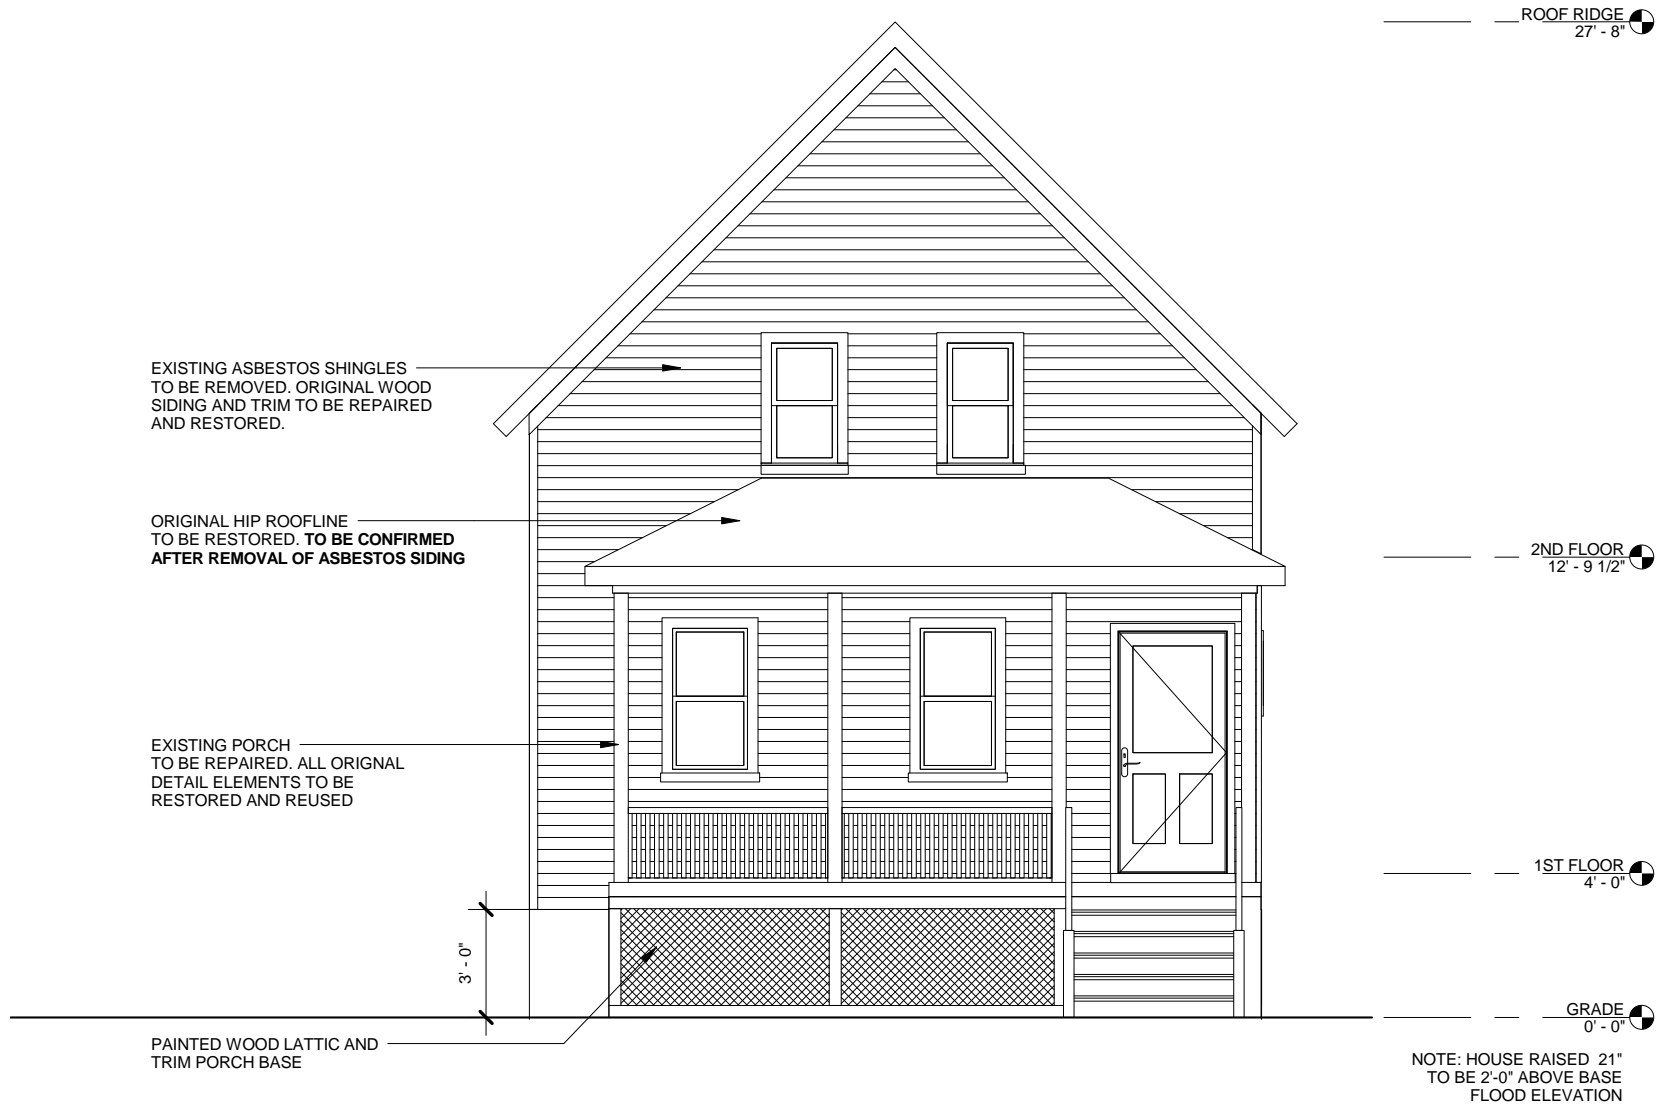 ROOF RIDGE
27' - 8"
EXISTING ASBESTOS SHINGLES
TO BE REMOVED. ORIGINAL WOOD
SIDING AND TRIM TO BE REPAIRED
AND RESTORED.
ORIGINAL HIP ROOFLINE
TO BE RESTORED. TO BE CONFIRMED
AFTER REMOVAL OF ASBESTOS SIDING
2ND FLOOR
12' - 9 1/2"
EXISTING PORCH
TO BE REPAIRED. ALL ORIGNAL
DETAIL ELEMENTS TO BE
RESTORED AND REUSED
1ST FLOOR
4' - 0"
3' - 0"
GRADE
0' - 0"
PAINTED WOOD LATTIC AND
TRIM PORCH BASE
NOTE: HOUSE RAISED  21"
TO BE 2'-0" ABOVE BASE
FLOOD ELEVATION